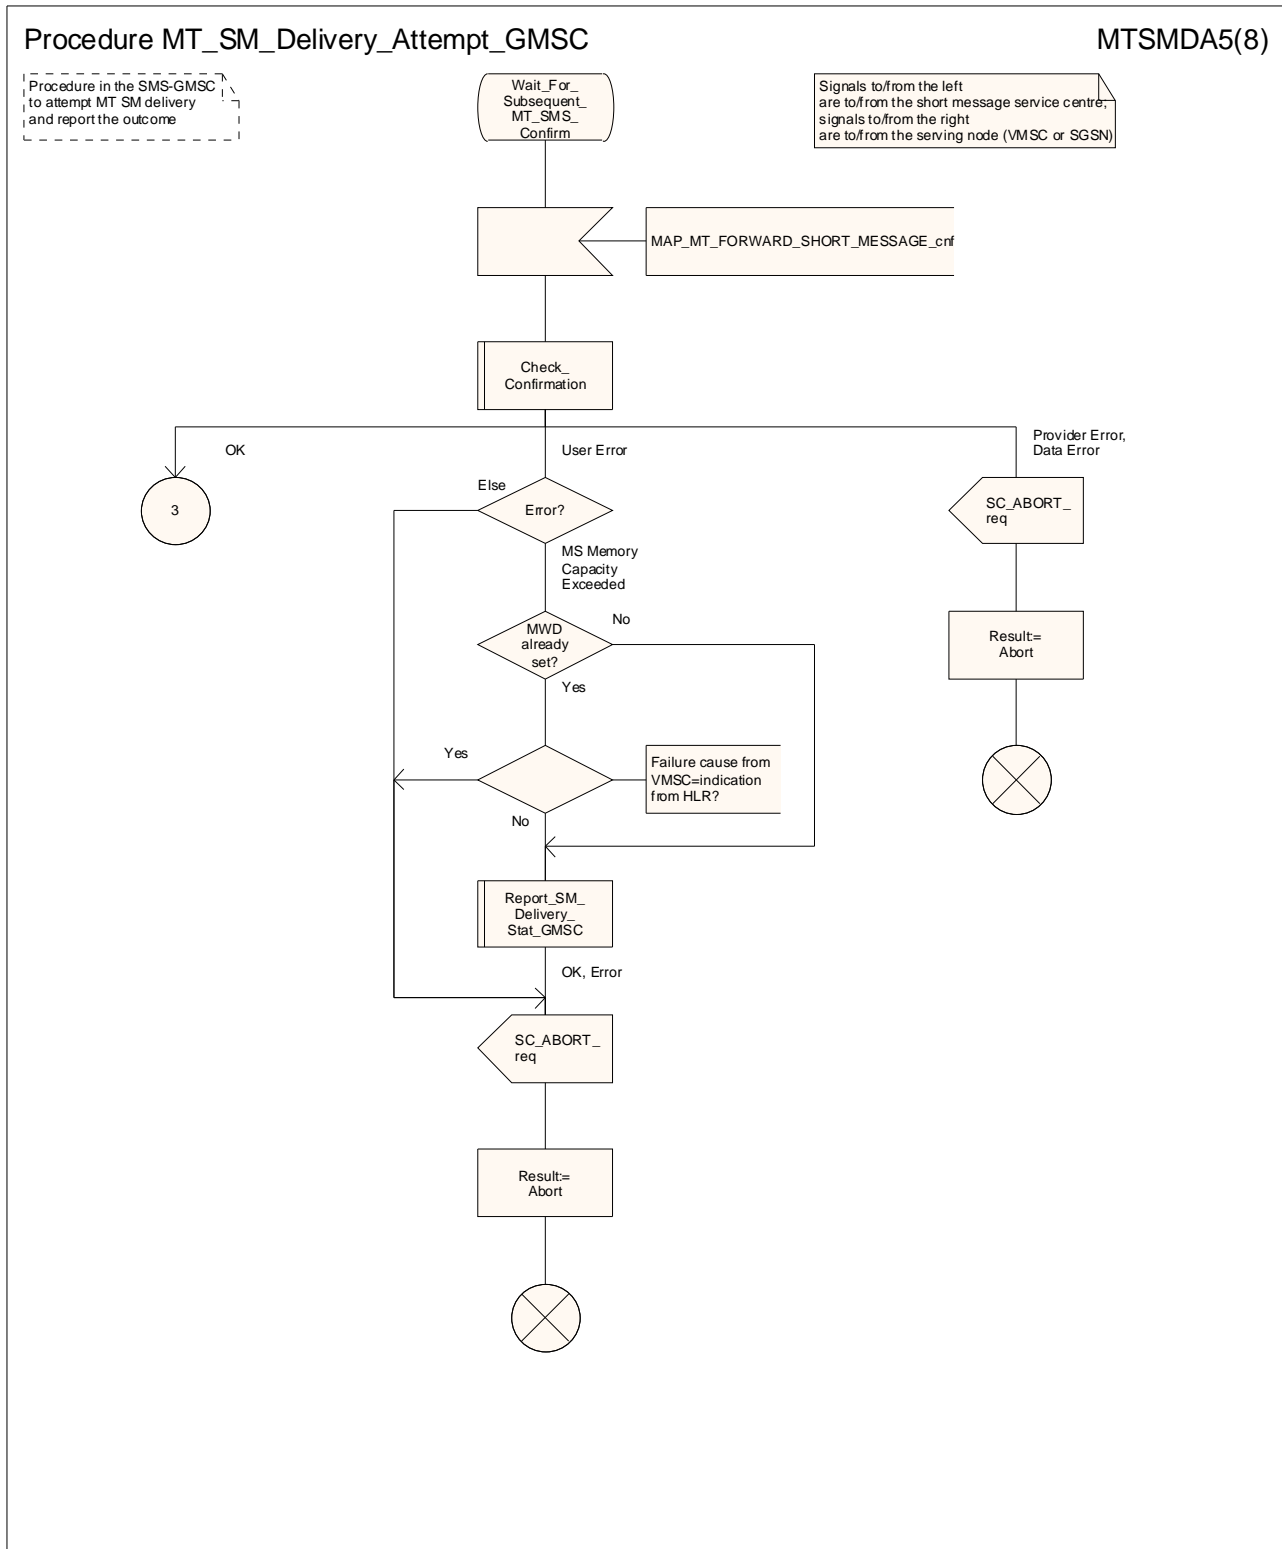 Procedure MT_SM_Delivery_Attempt_GMSC
MTSMDA5(8)
Procedure in the SMS-GMSC
to attempt MT SM delivery
and report the outcome
Wait_For_
Subsequent_
MT_SMS_
Confirm
Signals to/from the left
are to/from the short message service centre;
signals to/from the right
are to/from the serving node (VMSC or SGSN)
MAP_MT_FORWARD_SHORT_MESSAGE_cnf
Check_
Confirmation
OK
User Error
Provider Error,
Data Error
3
Else
Error?
SC_ABORT_
req
MS Memory
Capacity
Exceeded
MWD
already
set?
No
Result:=
Abort
Yes
Yes
Failure cause from
VMSC=indication
from HLR?
No
Report_SM_
Delivery_
Stat_GMSC
OK, Error
SC_ABORT_
req
Result:=
Abort